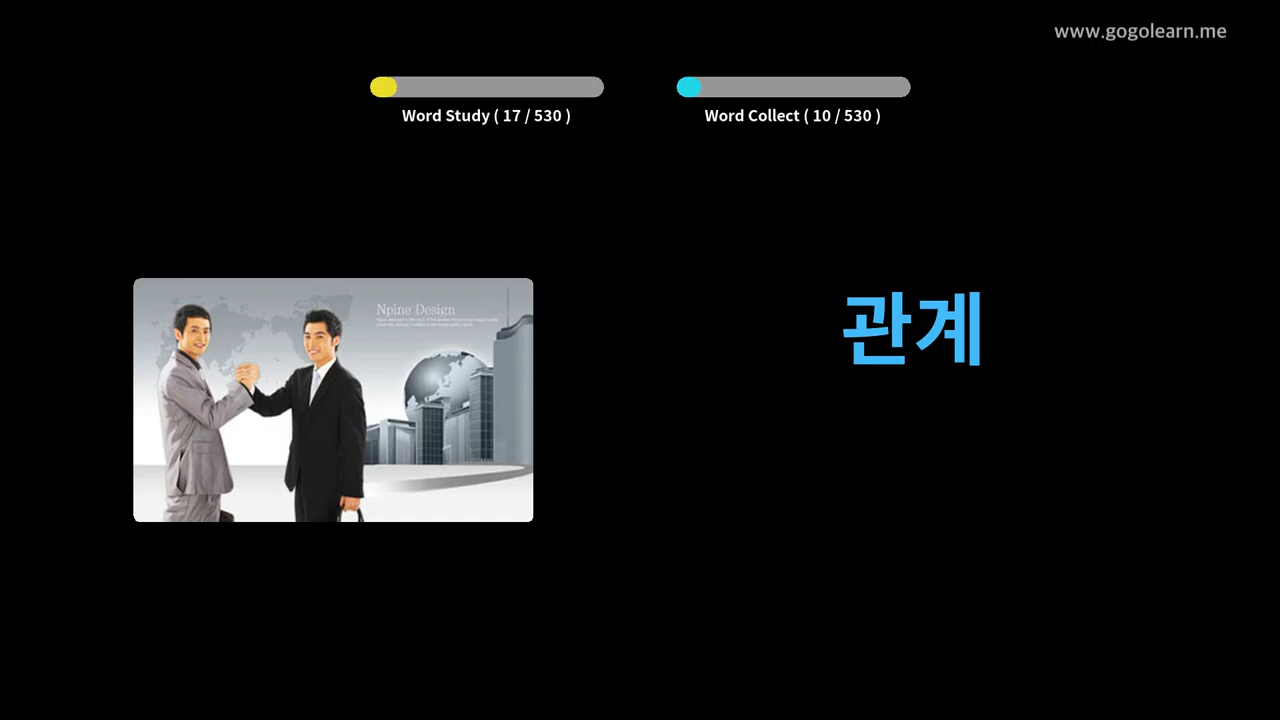 www.gogolearn.me
Word Study ( 17 / 530 )
Word Collect ( 10 / 530 )
Npine Design
관계